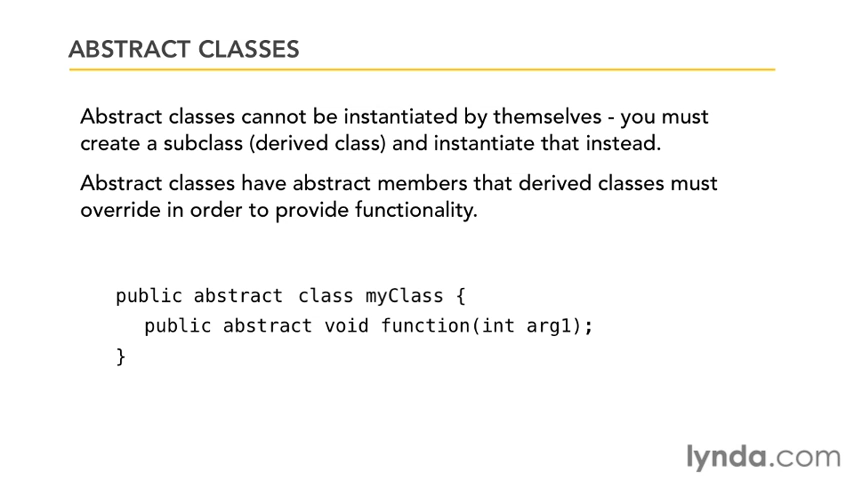 ABSTRACT CLASSES
Abstract classes cannot be instantiated by themselves - you must
create a subclass (derived class) and instantiate that instead.
Abstract classes have abstract members that derived classes must
override in order to provide functionality.
public abstract class myClass {
public abstract void function(int arg1);
}
lynda.com